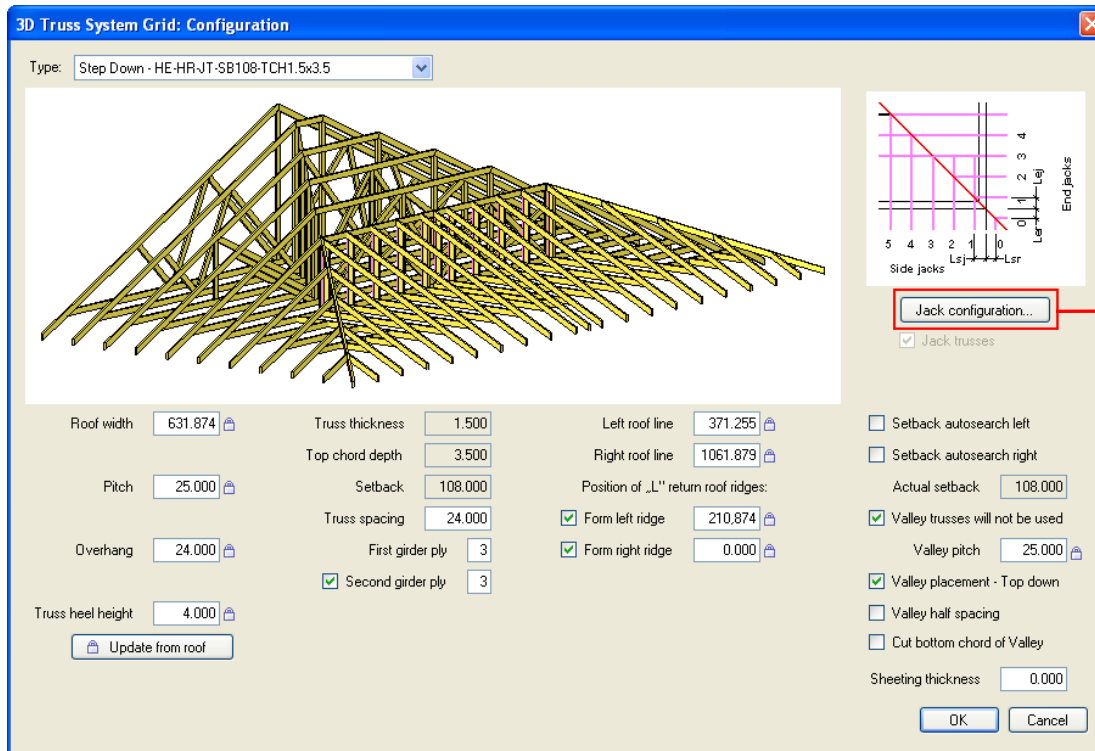 3D Truss System Grid: Configuration
Type: Step Down - HE-HR-JT-SB108-TCH1.5x3.5
4
3
2
1
0
Lej
Ler
End jacks
5 4 3 2 1 0
Lsj Lsr
Side jacks
Jack configuration...
Jack trusses
Roof width 631.874
Pitch 25.000
Overhang 24.000
Truss heel height 4.000
Update from roof
Truss thickness 1.500
Top chord depth 3.500
Setback 108.000
Truss spacing 24.000
First girder ply 3
Second girder ply 3
Left roof line 371.255
Right roof line 1061.879
Position of „L" return roof ridges:
Form left ridge 210,874
Form right ridge 0.000
Setback autosearch left
Setback autosearch right
Actual setback 108.000
Valley trusses will not be used
Valley pitch 25.000
Valley placement - Top down
Valley half spacing
Cut bottom chord of Valley
Sheeting thickness 0.000
OK Cancel